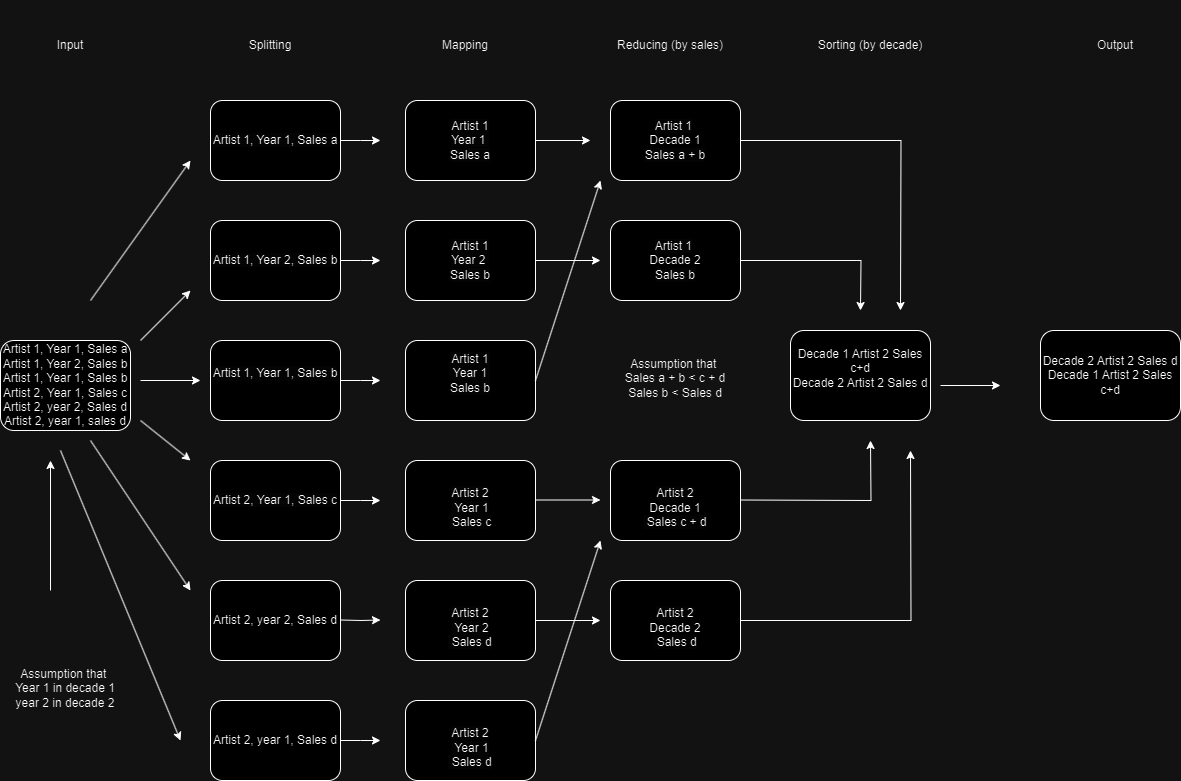 Input
Splitting
Mapping
Reducing (by sales)
Sorting (by decade)
Output
Artist 1, Year 1, Sales a
Artist 1, Year 2, Sales b
Artist 1, Year 1, Sales b
Artist 2, Year 1, Sales c
Artist 2, year 2, Sales d
Artist 2, year 1, sales d
Assumption that
Year 1 in decade 1
year 2 in decade 2
Artist 1, Year 1, Sales a
Artist 1, Year 2, Sales b
Artist 1, Year 1, Sales b
Artist 2, Year 1, Sales c
Artist 2, year 2, Sales d
Artist 2, year 1, Sales d
Artist 1
Year 1
Sales a
Artist 1
Year 2
Sales b
Artist 1
Year 1
Sales b
Artist 2
Year 1
Sales c
Artist 2
Year 2
Sales d
Artist 2
Year 1
Sales d
Artist 1
Decade 1
Sales a + b
Artist 1
Decade 2
Sales b
Assumption that
Sales a + b < c + d
Sales b < Sales d
Artist 2
Decade 1
Sales c + d
Artist 2
Decade 2
Sales d
Decade 1 Artist 2 Sales
c+d
Decade 2 Artist 2 Sales d
Decade 2 Artist 2 Sales d
Decade 1 Artist 2 Sales
c+d